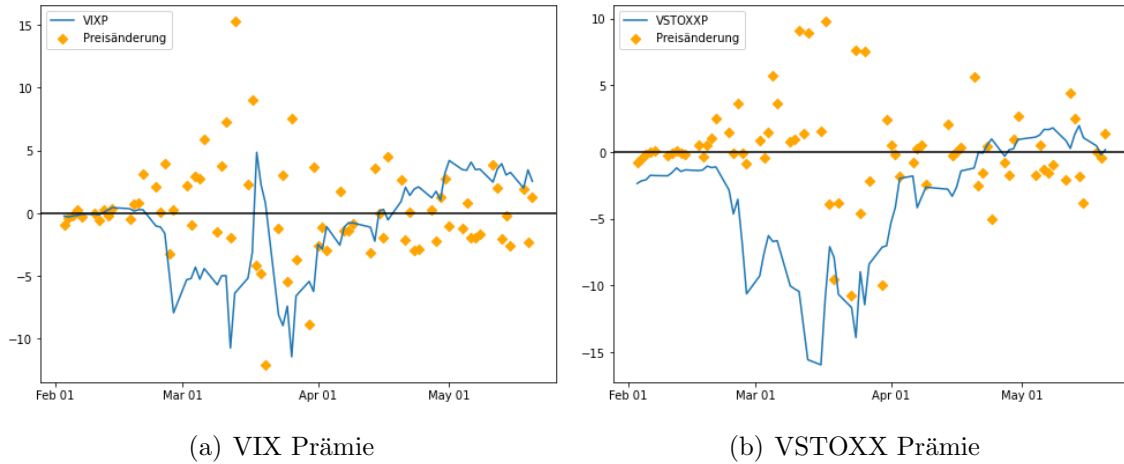 VIXP
Preisänderung
15
10
5
0
−5
−10
Feb 01 Mar 01 Apr 01 May 01
(a) VIX Prämie
VSTOXXP
Preisänderung
10
5
0
−5
−10
−15
Feb 01 Mar 01 Apr 01 May 01
(b) VSTOXX Prämie